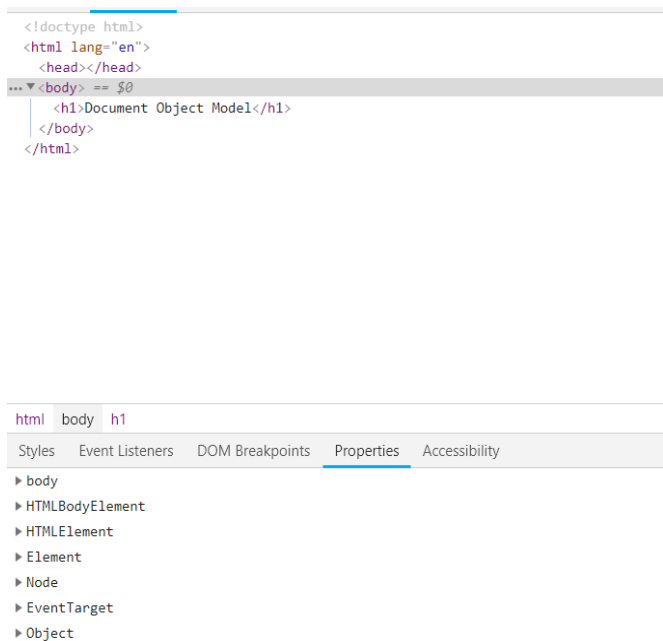 <!doctype html>
<html lang="en">
<head></head>
... ▼<body> == $0
<h1>Document Object Model</h1>
</body>
</html>
html body h1
Styles Event Listeners DOM Breakpoints Properties Accessibility
▶body
▶HTMLBodyElement
▶HTMLElement
▶Element
▶Node
▶EventTarget
▶Object